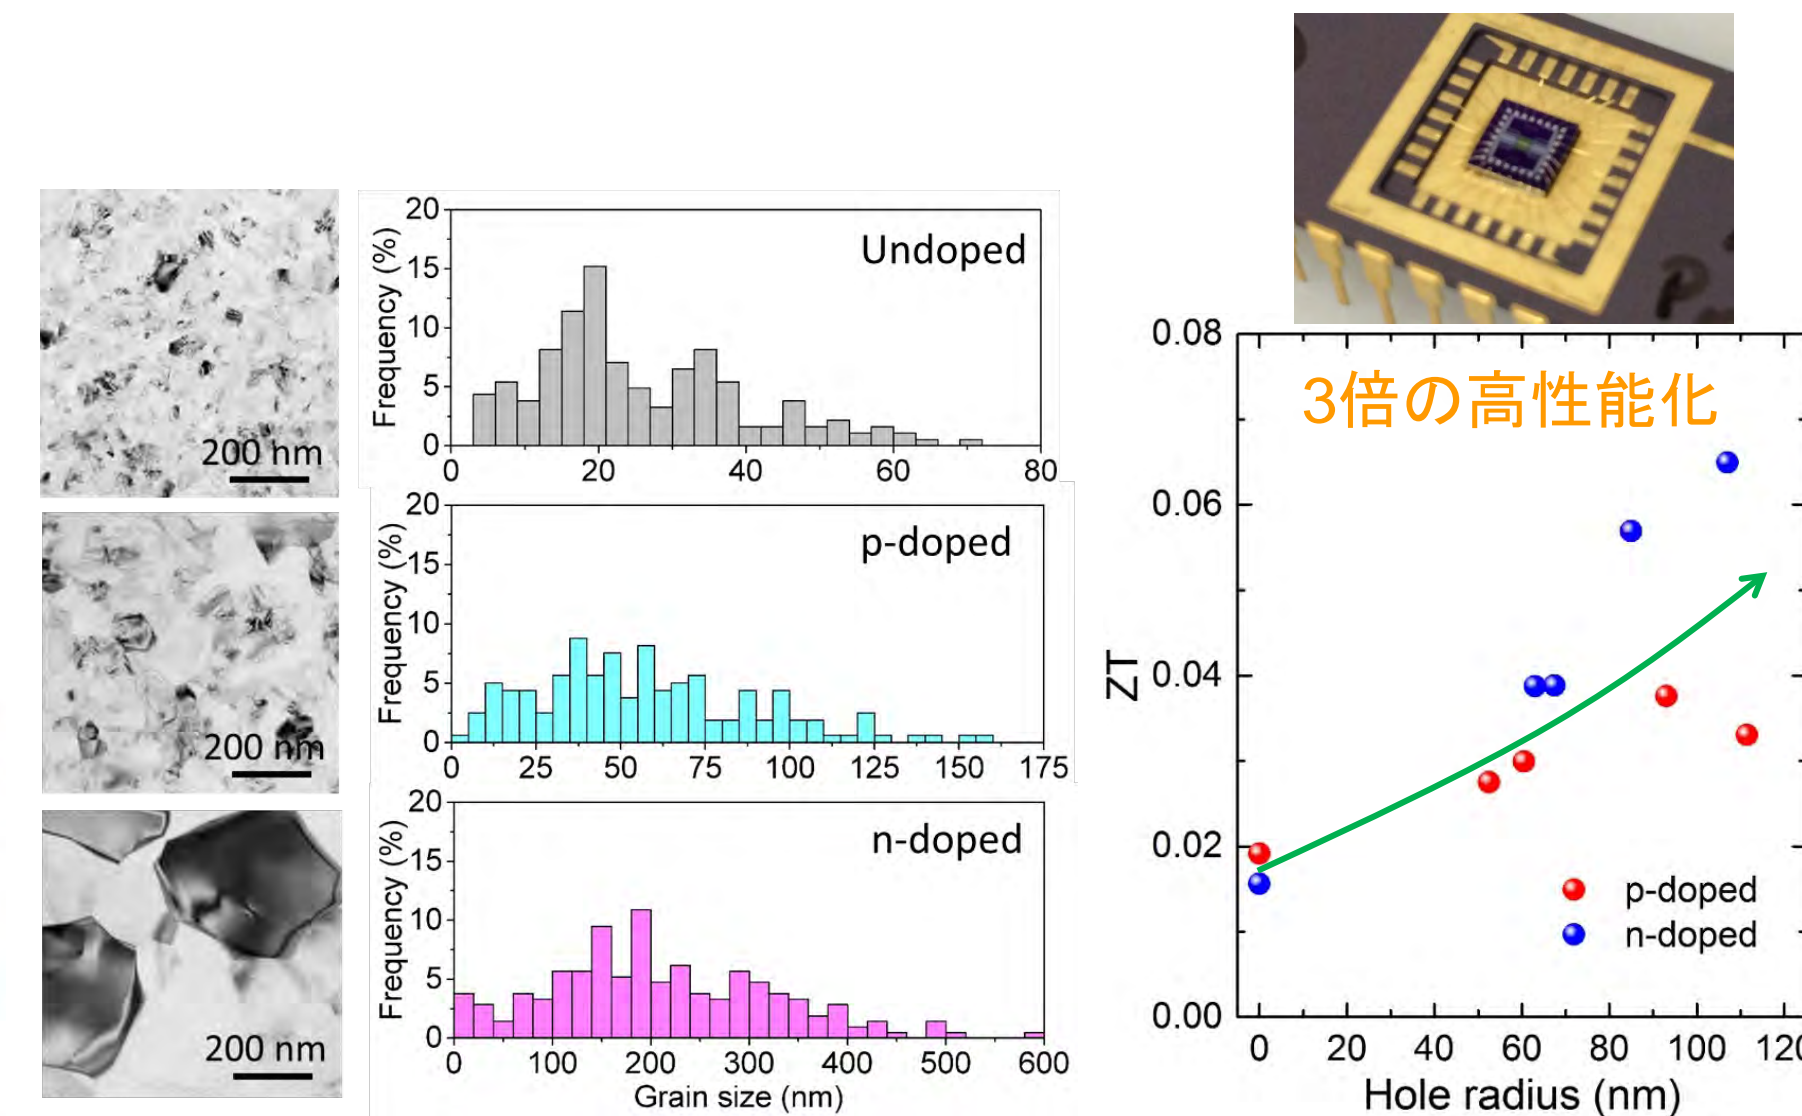 200 nm
200 nm
200 nm
20
15
10
5
0
Frequency (%)
Undoped
0 20 40 60 80
20
15
10
5
0
Frequency (%)
p-doped
0 25 50 75 100 125 150 175
20
15
10
5
0
Frequency (%)
n-doped
0 100 200 300 400 500 600
Grain size (nm)
3倍の高性能化
0.08
0.06
0.04
0.02
0.00
ZT
p-doped
n-doped
0 20 40 60 80 100 120
Hole radius (nm)